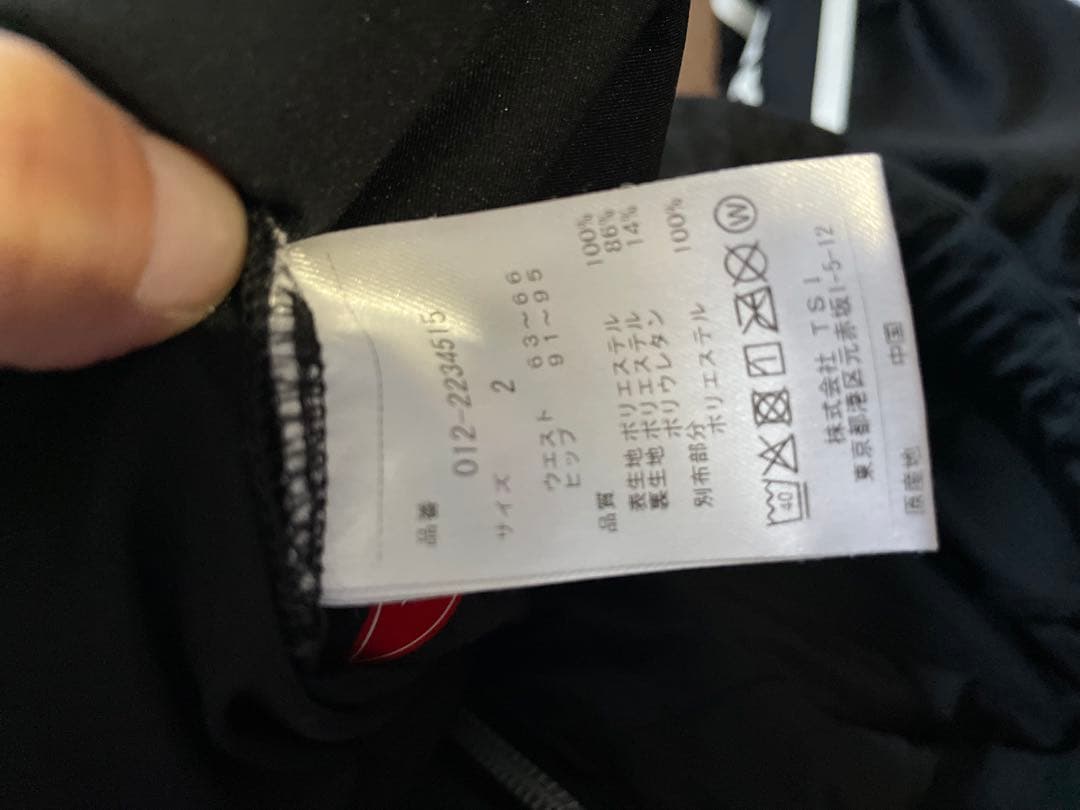 品番
012-2234515
サイズ 2
ウエスト 63〜66
ヒップ 91〜95
品質
表生地 ポリエステル 100%
裏生地 ポリエステル 86%
ポリウレタン 14%
別布部分
ポリエステル 100%
40
W
株式会社 TSI
東京都港区元赤坂1-5-12
原産地 中国